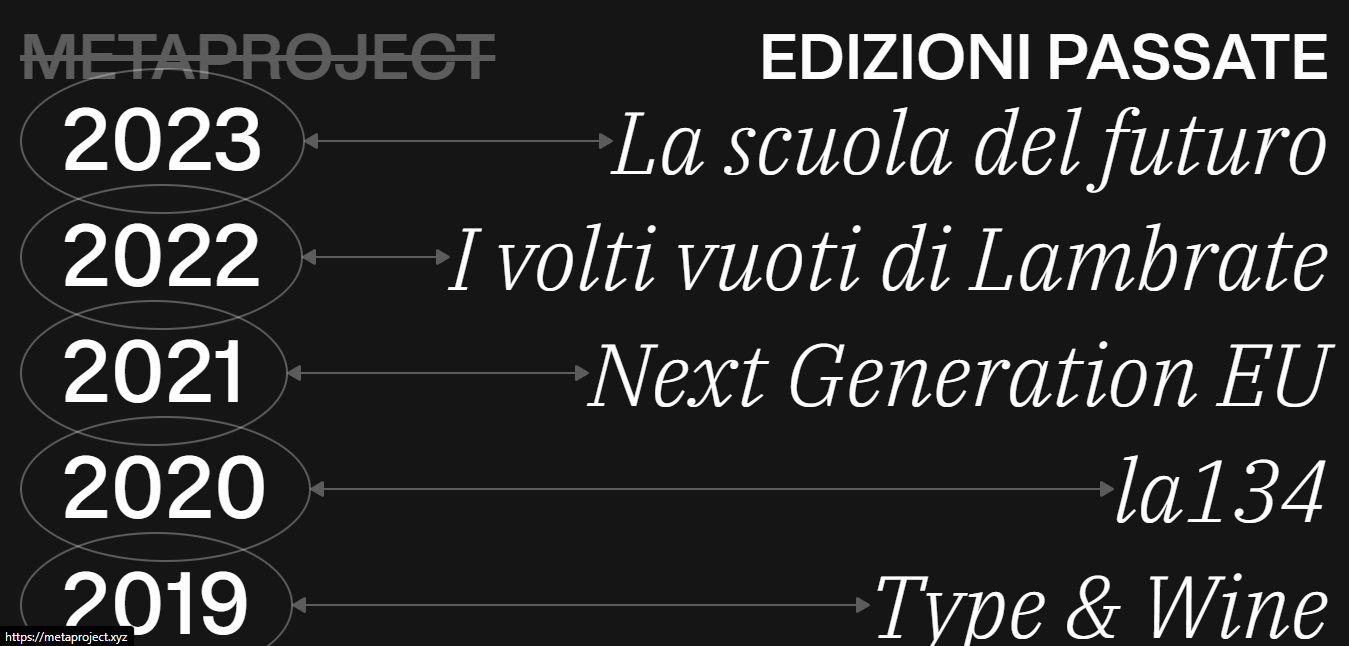 METAPROJECT EDIZIONI PASSATE
2023 La scuola del futuro
2022 I volti vuoti di Lambrate
2021 Next Generation EU
2020 la134
2019 Type & Wine
https://metaproject.xyz